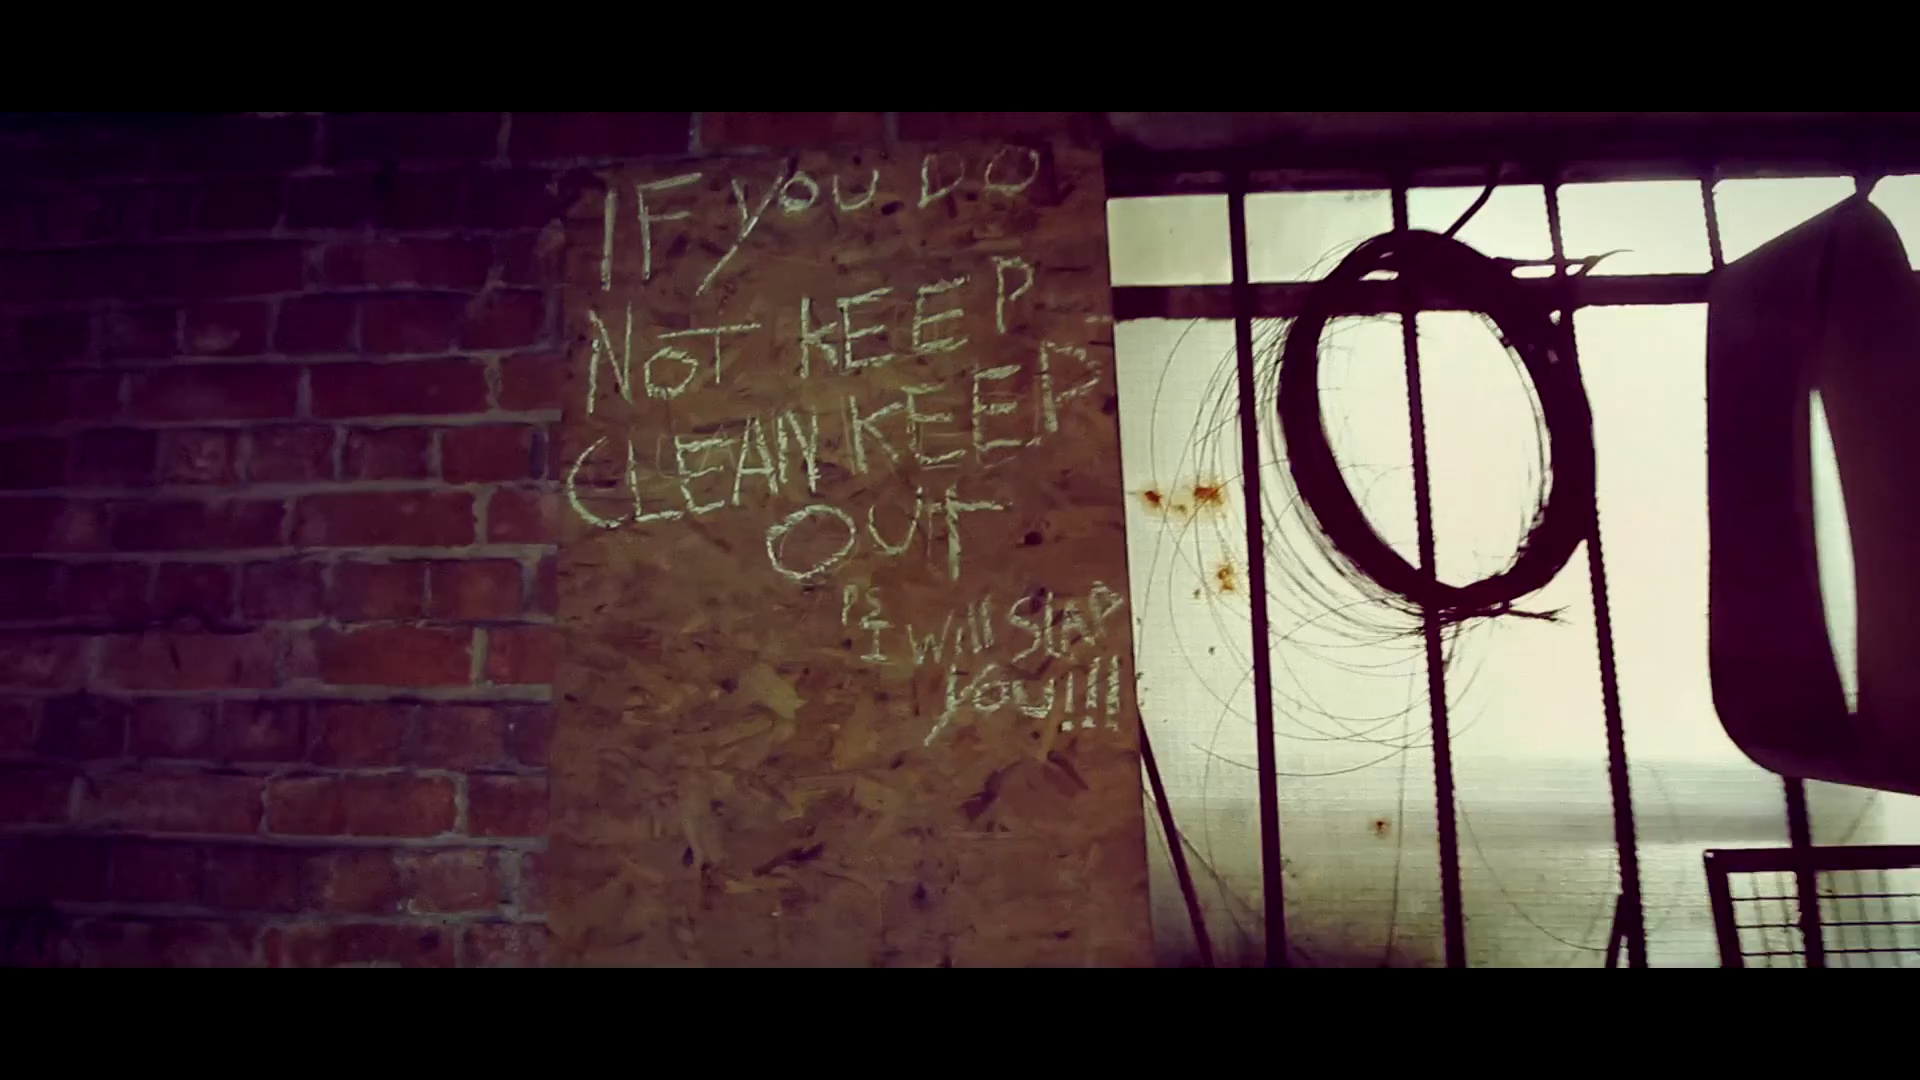 IF YOU DO
NOT KEEP
CLEAN KEEP
OUT
PS
I Will SlAP
YOU!!!